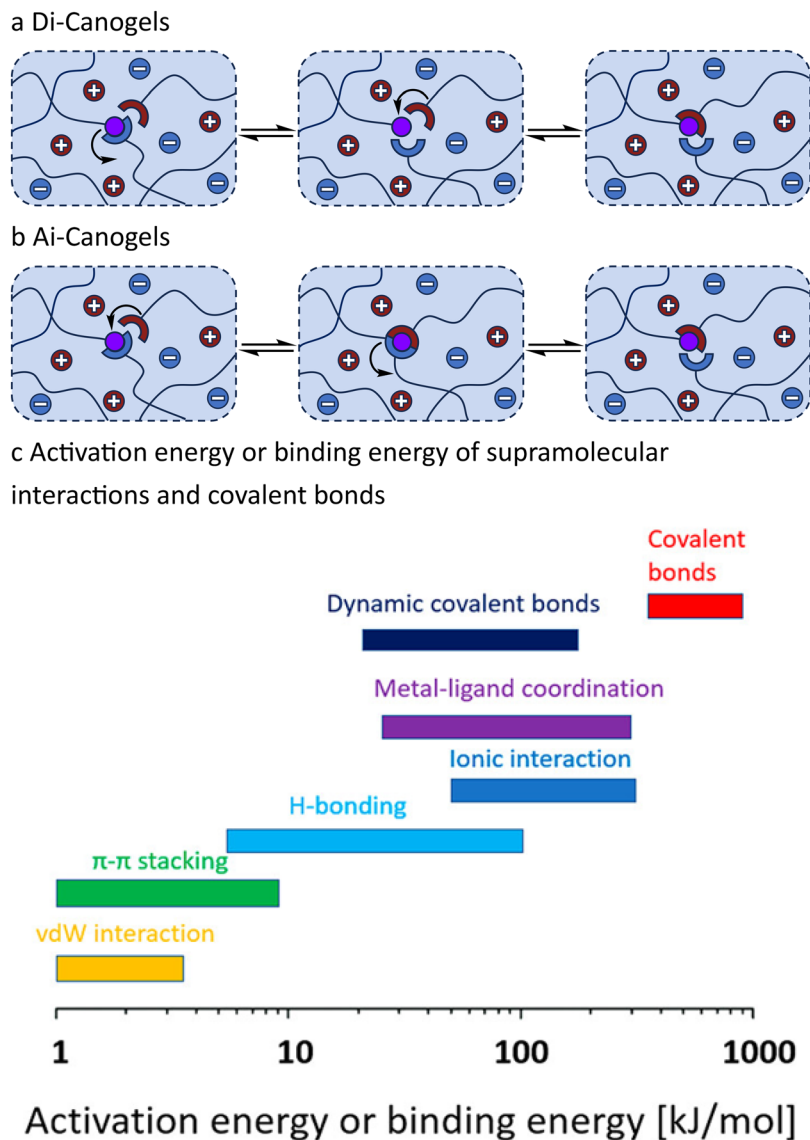 a Di-Canogels
b Ai-Canogels
c Activation energy or binding energy of supramolecular
interactions and covalent bonds
Covalent
bonds
Dynamic covalent bonds
Metal-ligand coordination
Ionic interaction
H-bonding
π-π stacking
vdW interaction
1 10 100 1000
Activation energy or binding energy [kJ/mol]